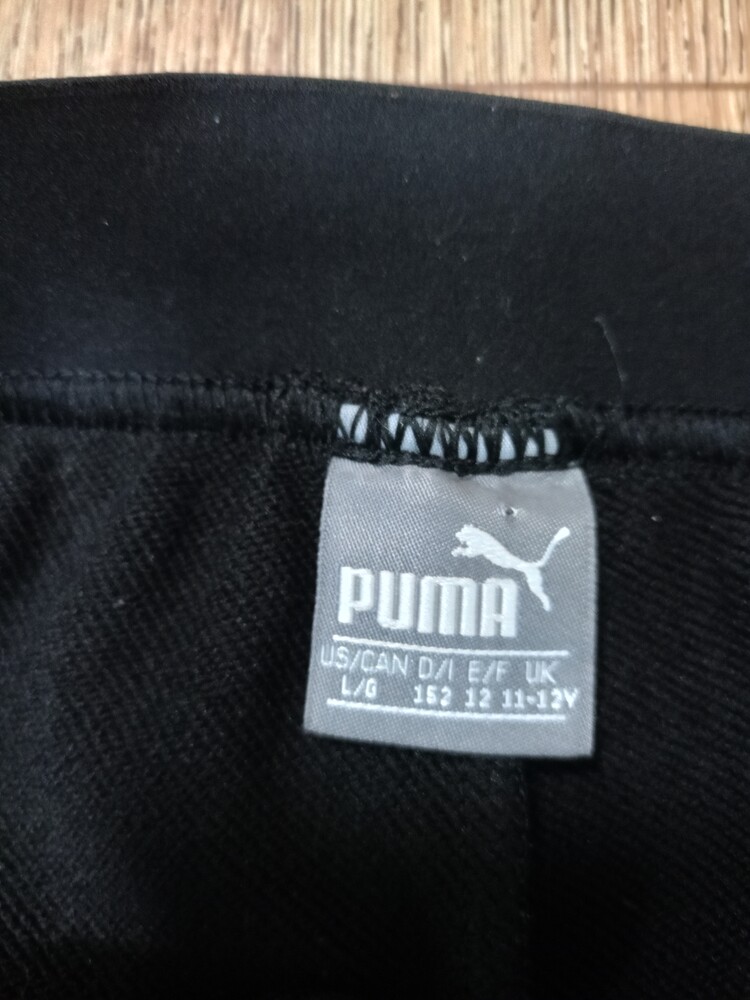 PUMA
US/CAN D/I E/F UK
L/G 152 12 11-12Y